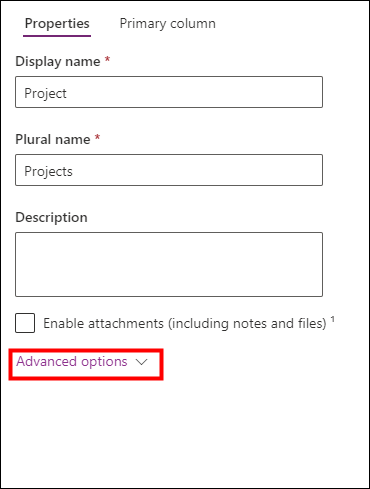 Properties Primary column
Display name *
Project
Plural name *
Projects
Description
Enable attachments (including notes and files) ¹
Advanced options